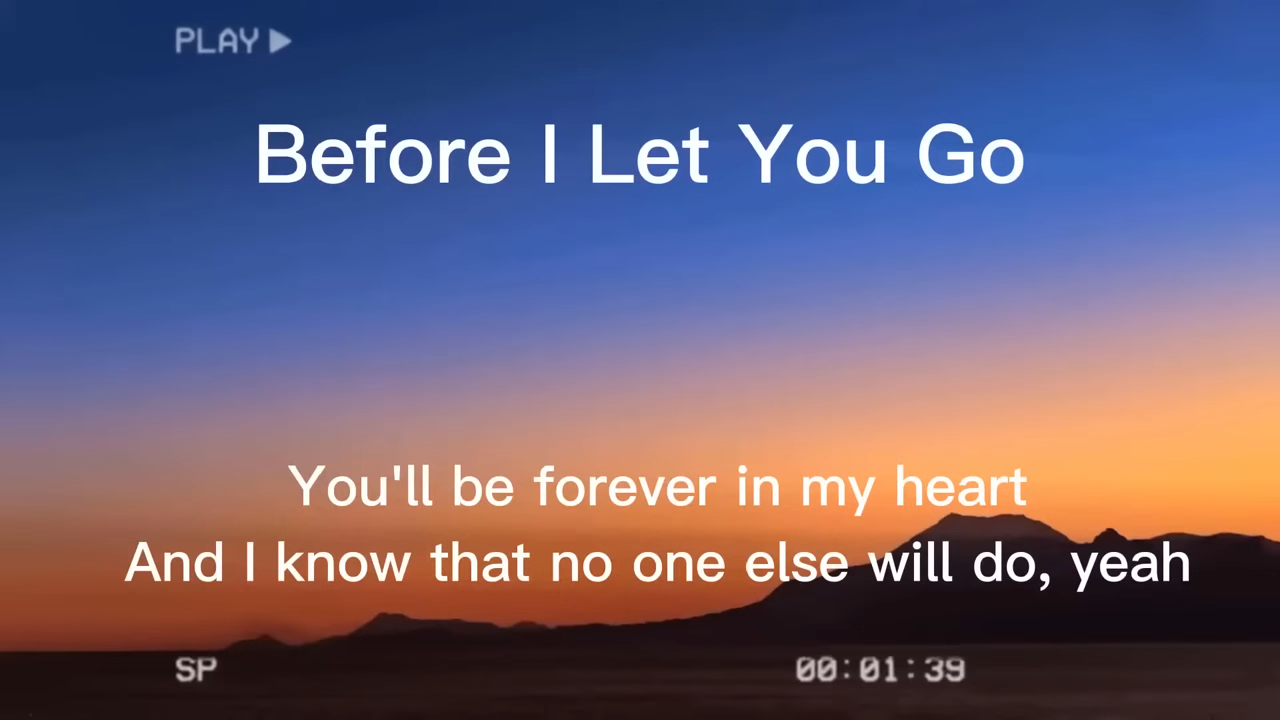 PLAY ▶
Before I Let You Go
You'll be forever in my heart
And I know that no one else will do, yeah
SP
00:01:39